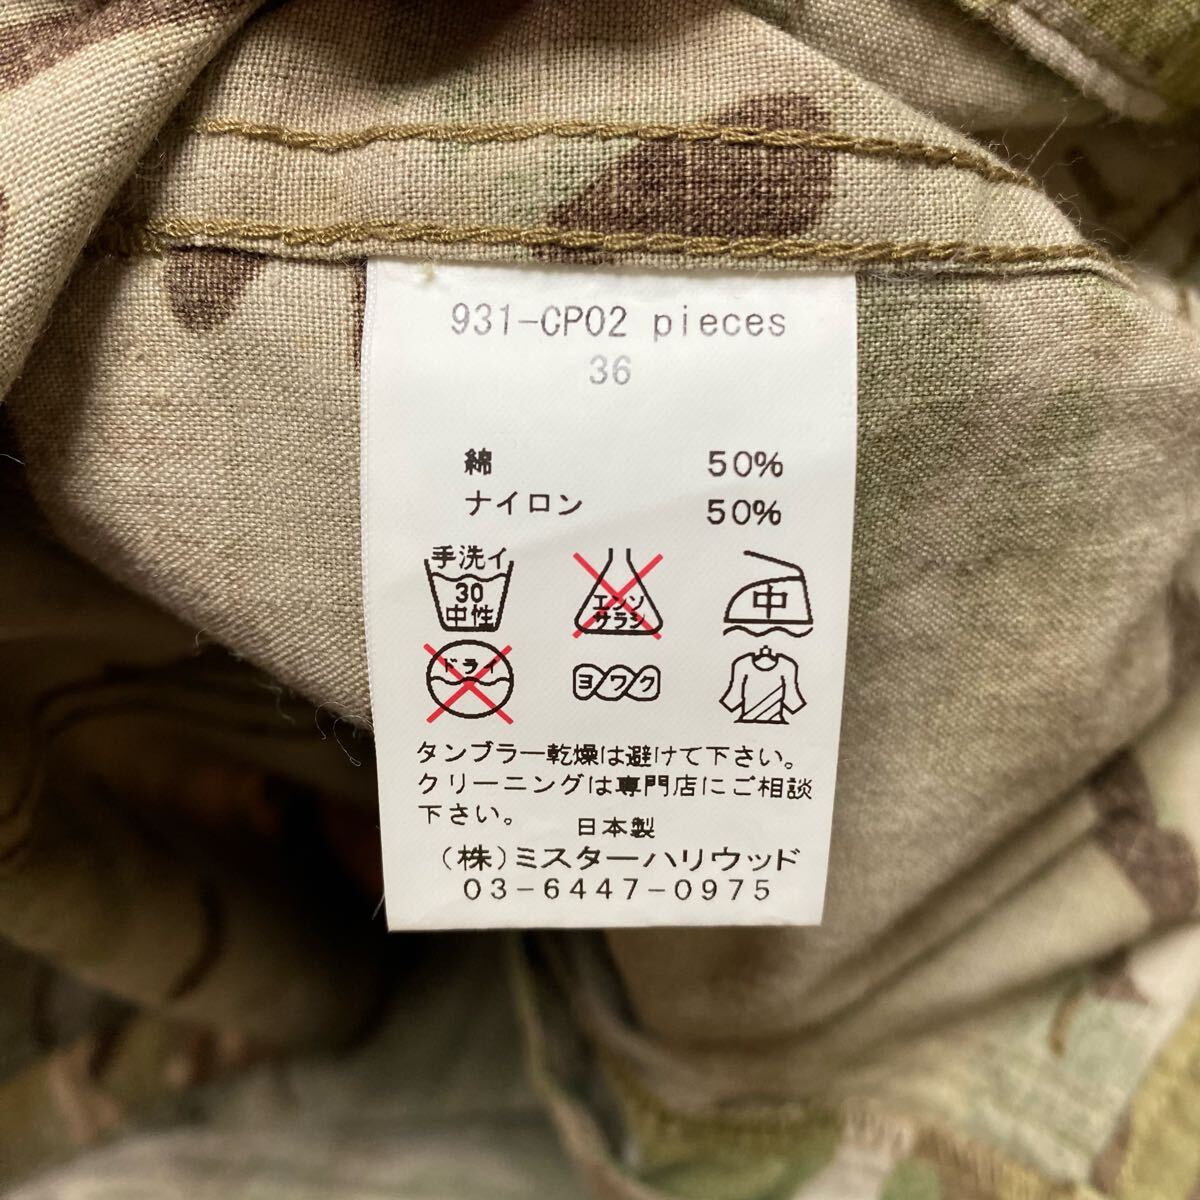 931-CP02 pieces
36
綿 50%
ナイロン 50%
手洗イ
30
中性
エンソ
サラシ
中
ドライ
ヨワク
タンブラー乾燥は避けて下さい。
クリーニングは専門店にご相談
下さい。 日本製
(株)ミスターハリウッド
03-6447-0975